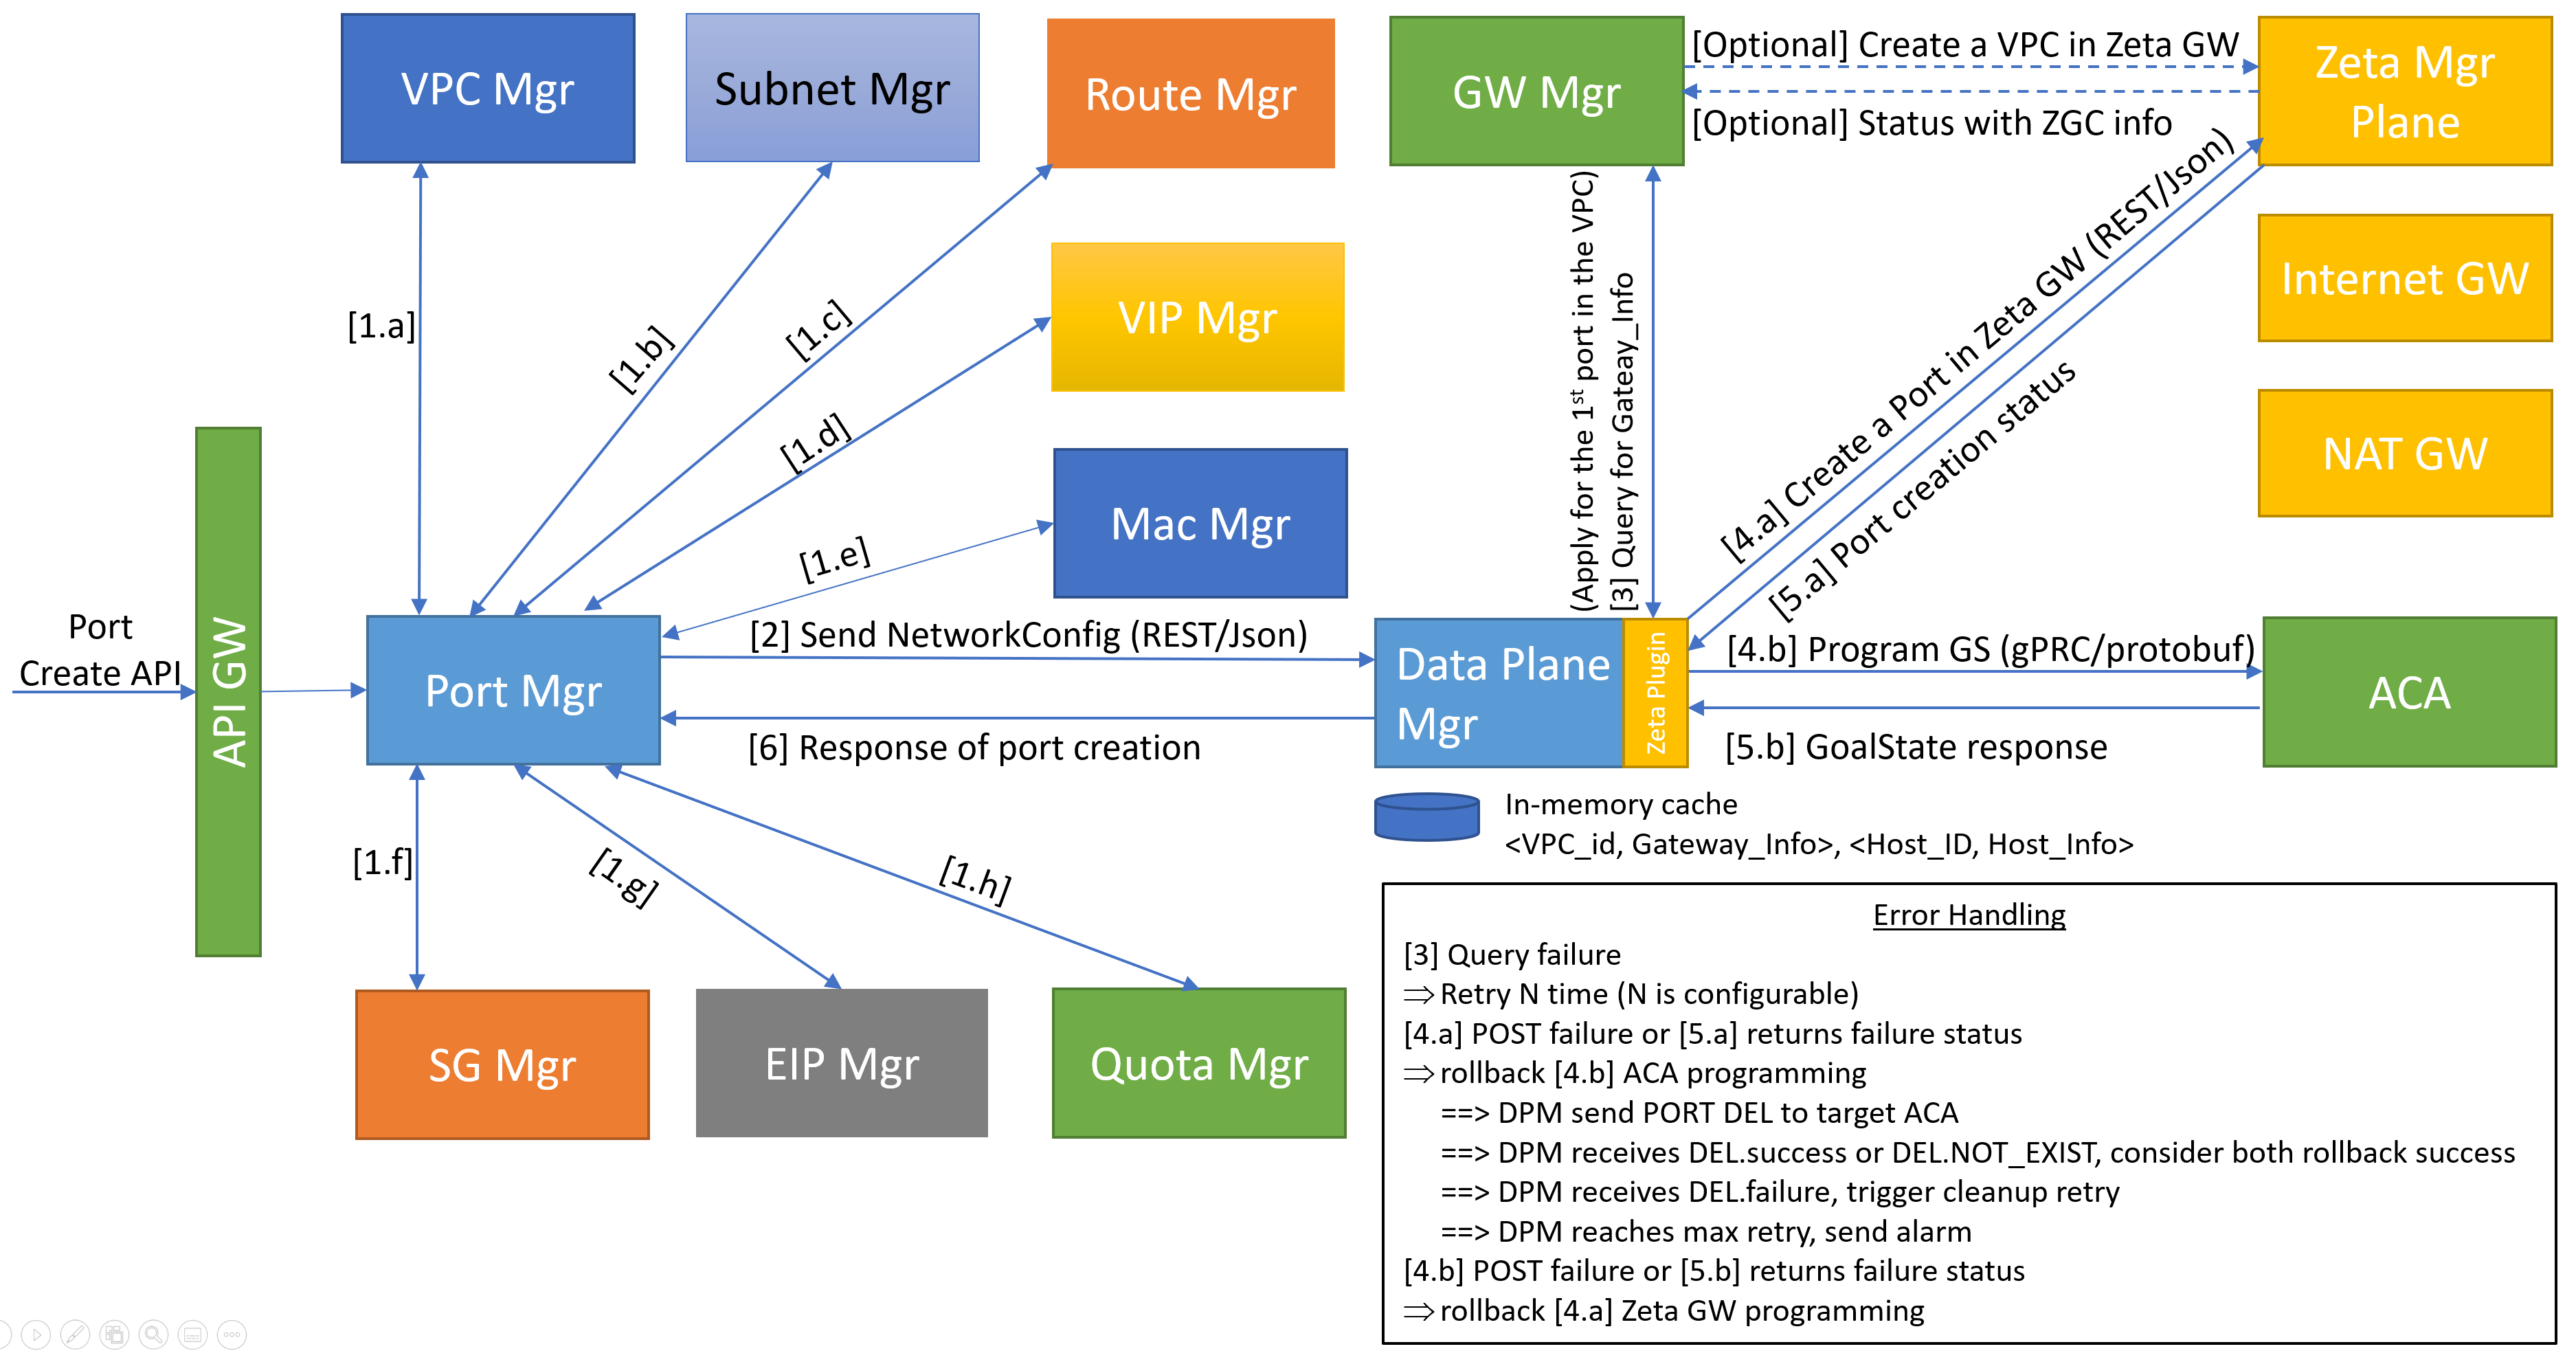 VPC Mgr
Subnet Mgr
Route Mgr
GW Mgr
[Optional] Create a VPC in Zeta GW
[Optional] Status with ZGC info
Zeta Mgr
Plane
Internet GW
NAT GW
VIP Mgr
Mac Mgr
[1.a]
[1.b]
[1.c]
[1.d]
[1.e]
(Apply for the 1st port in the VPC)
[3] Query for Gateay_Info
[4.a] Create a Port in Zeta GW (REST/Json)
[5.a] Port creation status
Port
Create API
API GW
Port Mgr
[2] Send NetworkConfig (REST/Json)
[6] Response of port creation
Data Plane
Mgr
Zeta Plugin
[4.b] Program GS (gPRC/protobuf)
[5.b] GoalState response
ACA
In-memory cache
<VPC_id, Gateway_Info>, <Host_ID, Host_Info>
[1.f]
[1.g]
[1.h]
SG Mgr
EIP Mgr
Quota Mgr
Error Handling
[3] Query failure
⇒ Retry N time (N is configurable)
[4.a] POST failure or [5.a] returns failure status
⇒ rollback [4.b] ACA programming
==> DPM send PORT DEL to target ACA
==> DPM receives DEL.success or DEL.NOT_EXIST, consider both rollback success
==> DPM receives DEL.failure, trigger cleanup retry
==> DPM reaches max retry, send alarm
[4.b] POST failure or [5.b] returns failure status
⇒ rollback [4.a] Zeta GW programming